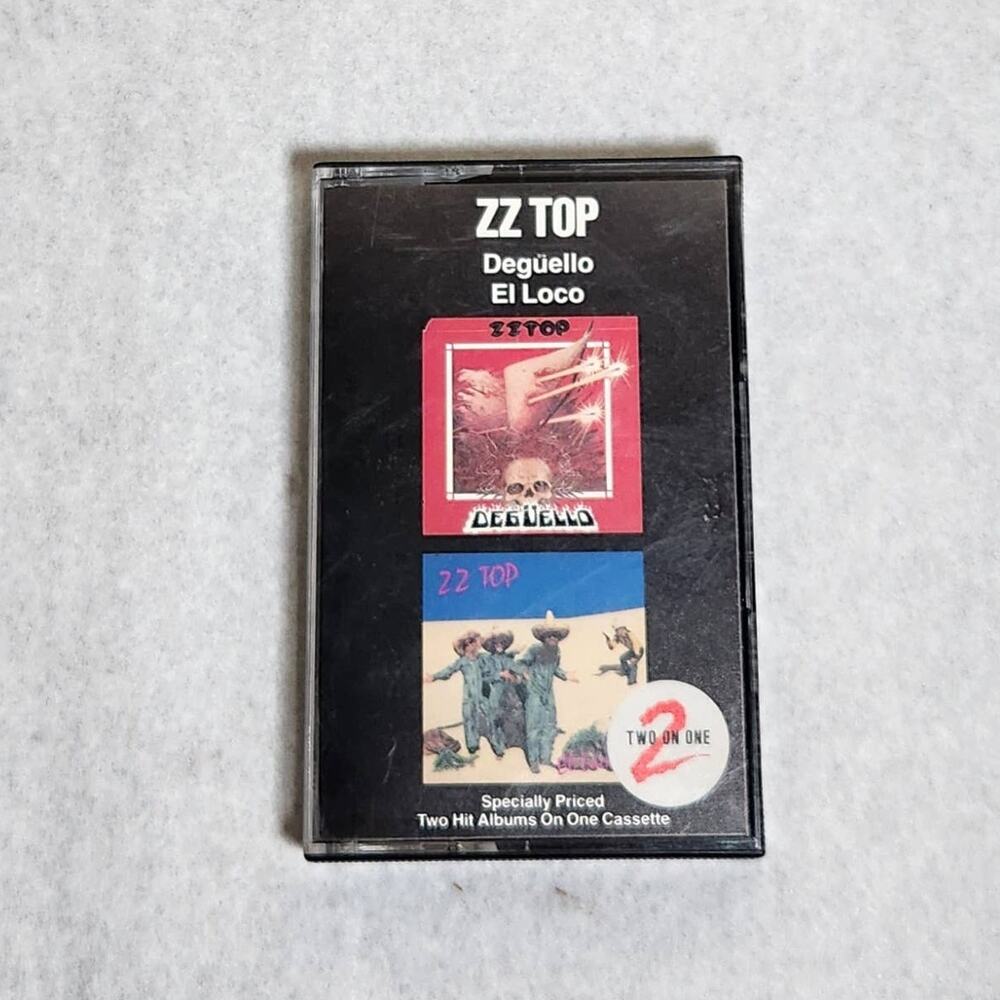 ZZ TOP
Degüello
El Loco
ZZ TOP
DEGÜELLO
ZZ TOP
2
TWO ON ONE
Specially Priced
Two Hit Albums On One Cassette